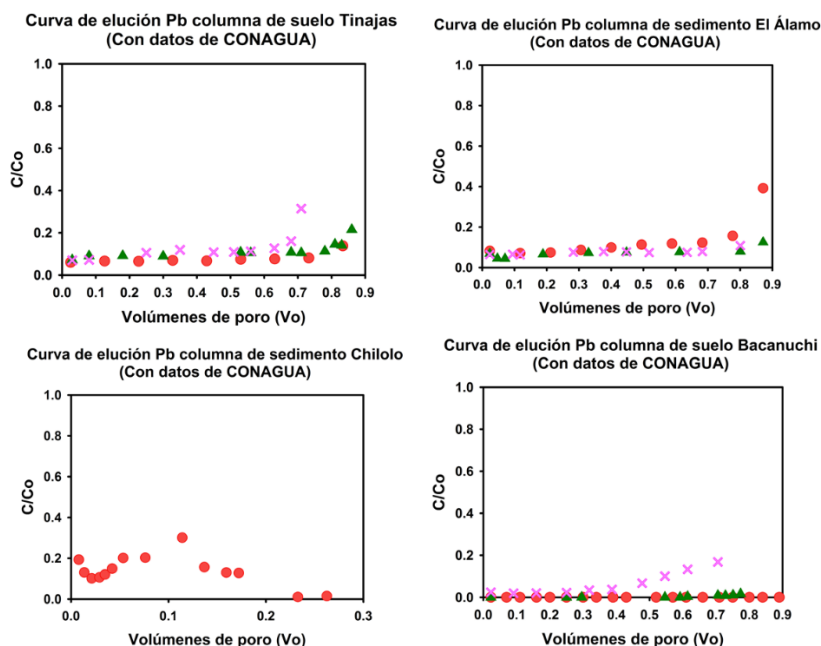 Curva de elución Pb columna de suelo Tinajas
(Con datos de CONAGUA)
1.0
0.8
0.6
0.4
0.2
0.0
C/Co
0.0 0.1 0.2 0.3 0.4 0.5 0.6 0.7 0.8 0.9
Volúmenes de poro (Vo)
Curva de elución Pb columna de sedimento El Álamo
(Con datos de CONAGUA)
1.0
0.8
0.6
0.4
0.2
0.0
C/Co
0.0 0.1 0.2 0.3 0.4 0.5 0.6 0.7 0.8 0.9
Volúmenes de poro (Vo)
Curva de elución Pb columna de sedimento Chilolo
(Con datos de CONAGUA)
1.0
0.8
0.6
0.4
0.2
0.0
C/Co
0.0 0.1 0.2 0.3
Volúmenes de poro (Vo)
Curva de elución Pb columna de suelo Bacanuchi
(Con datos de CONAGUA)
1.0
0.8
0.6
0.4
0.2
0.0
C/Co
0.0 0.1 0.2 0.3 0.4 0.5 0.6 0.7 0.8 0.9
Volúmenes de poro (Vo)